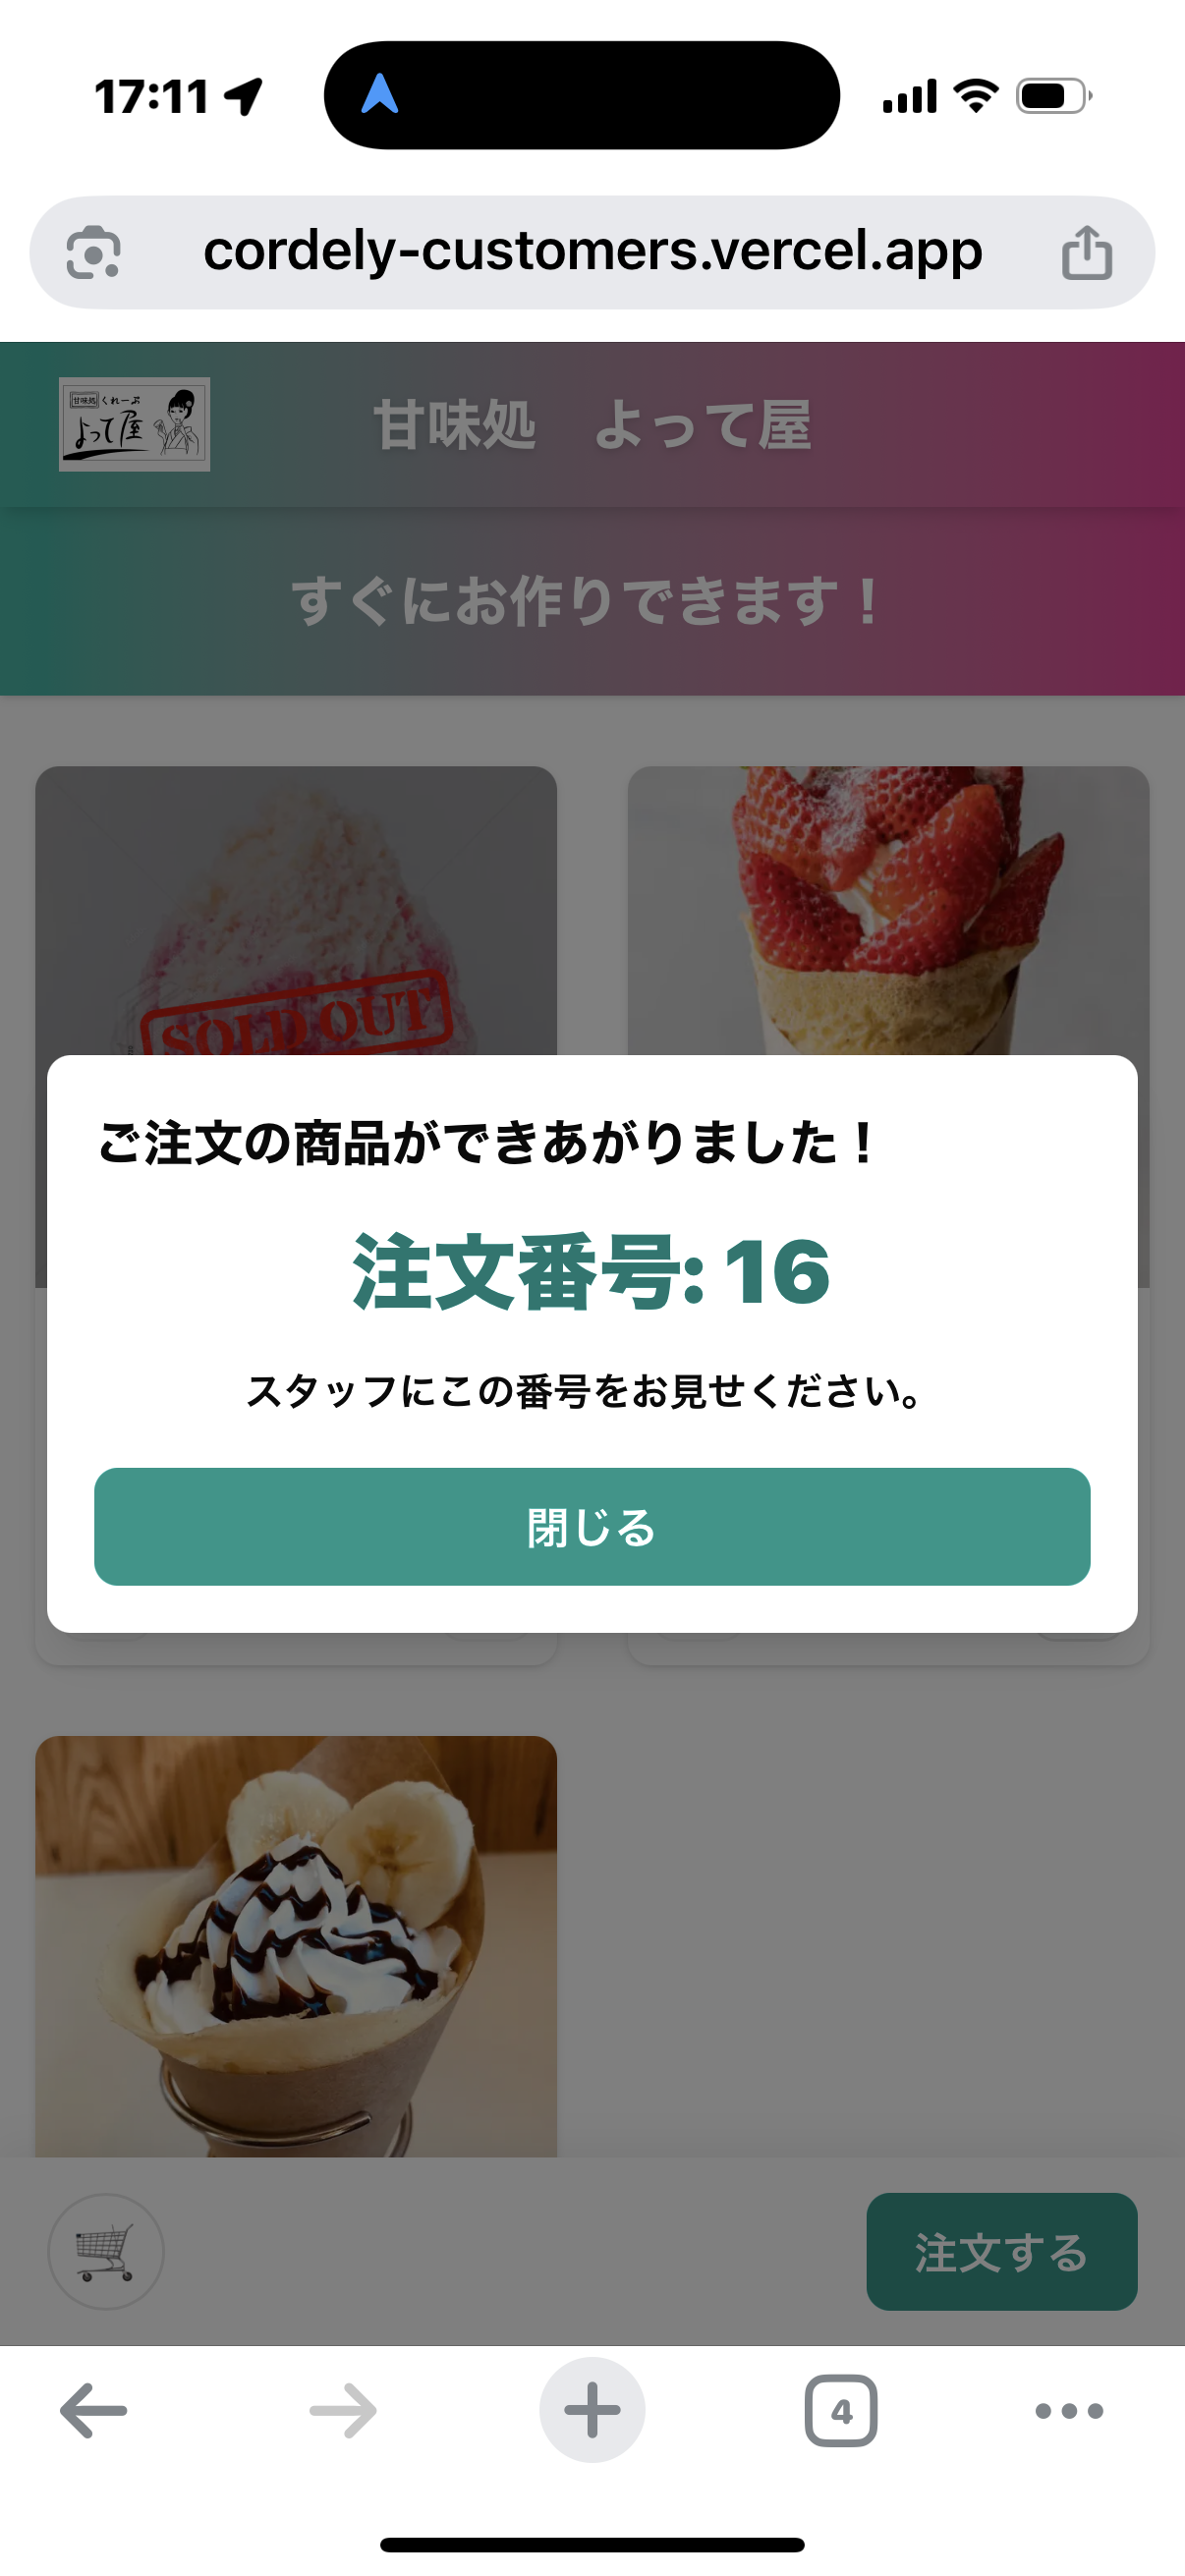 17:11
cordely-customers.vercel.app
甘味処 くれーぷ
よって屋
甘味処　よって屋
すぐにお作りできます！
SOLD OUT
ご注文の商品ができあがりました！
注文番号: 16
スタッフにこの番号をお見せください。
閉じる
注文する
4